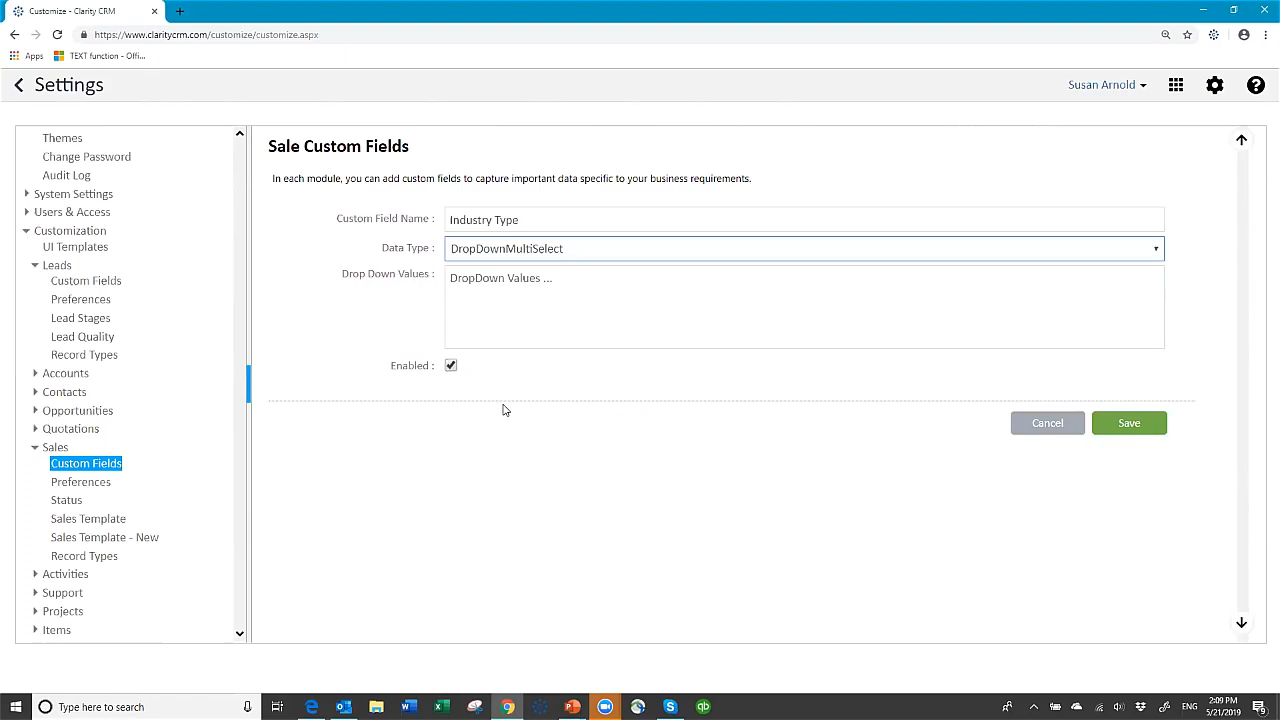 Customize - Clarity CRM
https://www.claritycrm.com/customize/customize.aspx
Apps
TEXT function - Offi...
Settings
Susan Arnold
Themes
Change Password
Audit Log
System Settings
Users & Access
Customization
UI Templates
Leads
Custom Fields
Preferences
Lead Stages
Lead Quality
Record Types
Accounts
Contacts
Opportunities
Quotations
Sales
Custom Fields
Preferences
Status
Sales Template
Sales Template - New
Record Types
Activities
Support
Projects
Items
Sale Custom Fields
In each module, you can add custom fields to capture important data specific to your business requirements.
Custom Field Name : Industry Type
Data Type : DropDownMultiSelect
Drop Down Values : DropDown Values ...
Enabled :
Cancel
Save
Type here to search
ENG
2:09 PM
5/21/2019